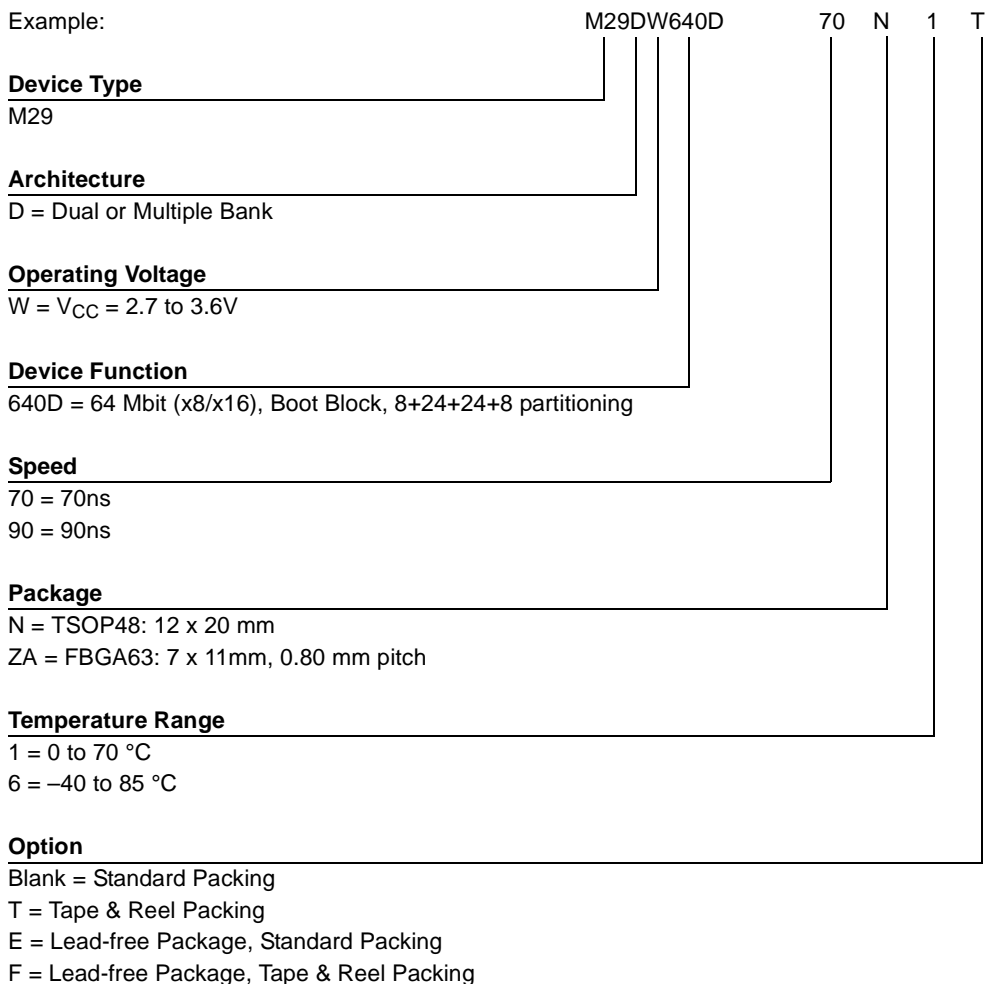 Example: M29DW640D 70 N 1 T
Device Type
M29
Architecture
D = Dual or Multiple Bank
Operating Voltage
W = VCC = 2.7 to 3.6V
Device Function
640D = 64 Mbit (x8/x16), Boot Block, 8+24+24+8 partitioning
Speed
70 = 70ns
90 = 90ns
Package
N = TSOP48: 12 x 20 mm
ZA = FBGA63: 7 x 11mm, 0.80 mm pitch
Temperature Range
1 = 0 to 70 °C
6 = –40 to 85 °C
Option
Blank = Standard Packing
T = Tape & Reel Packing
E = Lead-free Package, Standard Packing
F = Lead-free Package, Tape & Reel Packing